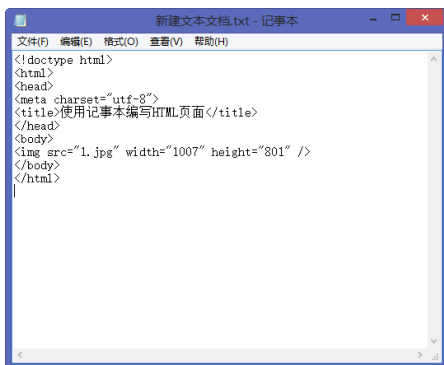 新建文本文档.txt - 记事本
文件(F) 编辑(E) 格式(O) 查看(V) 帮助(H)
<!doctype html>
<html>
<head>
<meta charset="utf-8">
<title>使用记事本编写HTML页面</title>
</head>
<body>
<img src="1.jpg" width="1007" height="801" />
</body>
</html>